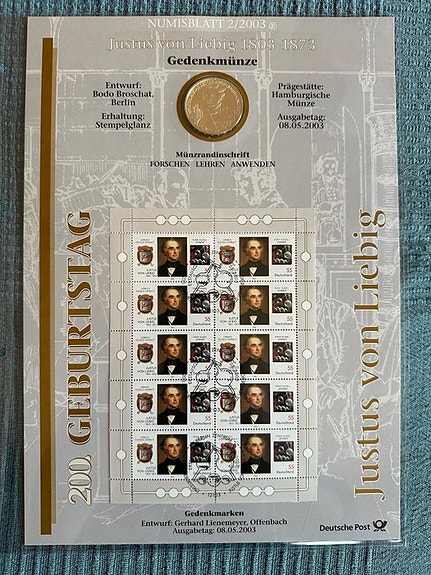 NUMISBLATT 2/2003
Justus von Liebig 1803-1873
Gedenkmünze
Entwurf:
Bodo Broschat,
Berlin
Erhaltung:
Stempelglanz
Prägestätte:
Hamburgische
Münze
Ausgabetag:
08.05.2003
Münzrandinschrift
FORSCHEN LEHREN ANWENDEN
200. GEBURTSTAG
Justus von Liebig
55
Deutschland
Gedenkmarken
Entwurf: Gerhard Lienemeyer, Offenbach
Ausgabetag: 08.05.2003
Deutsche Post